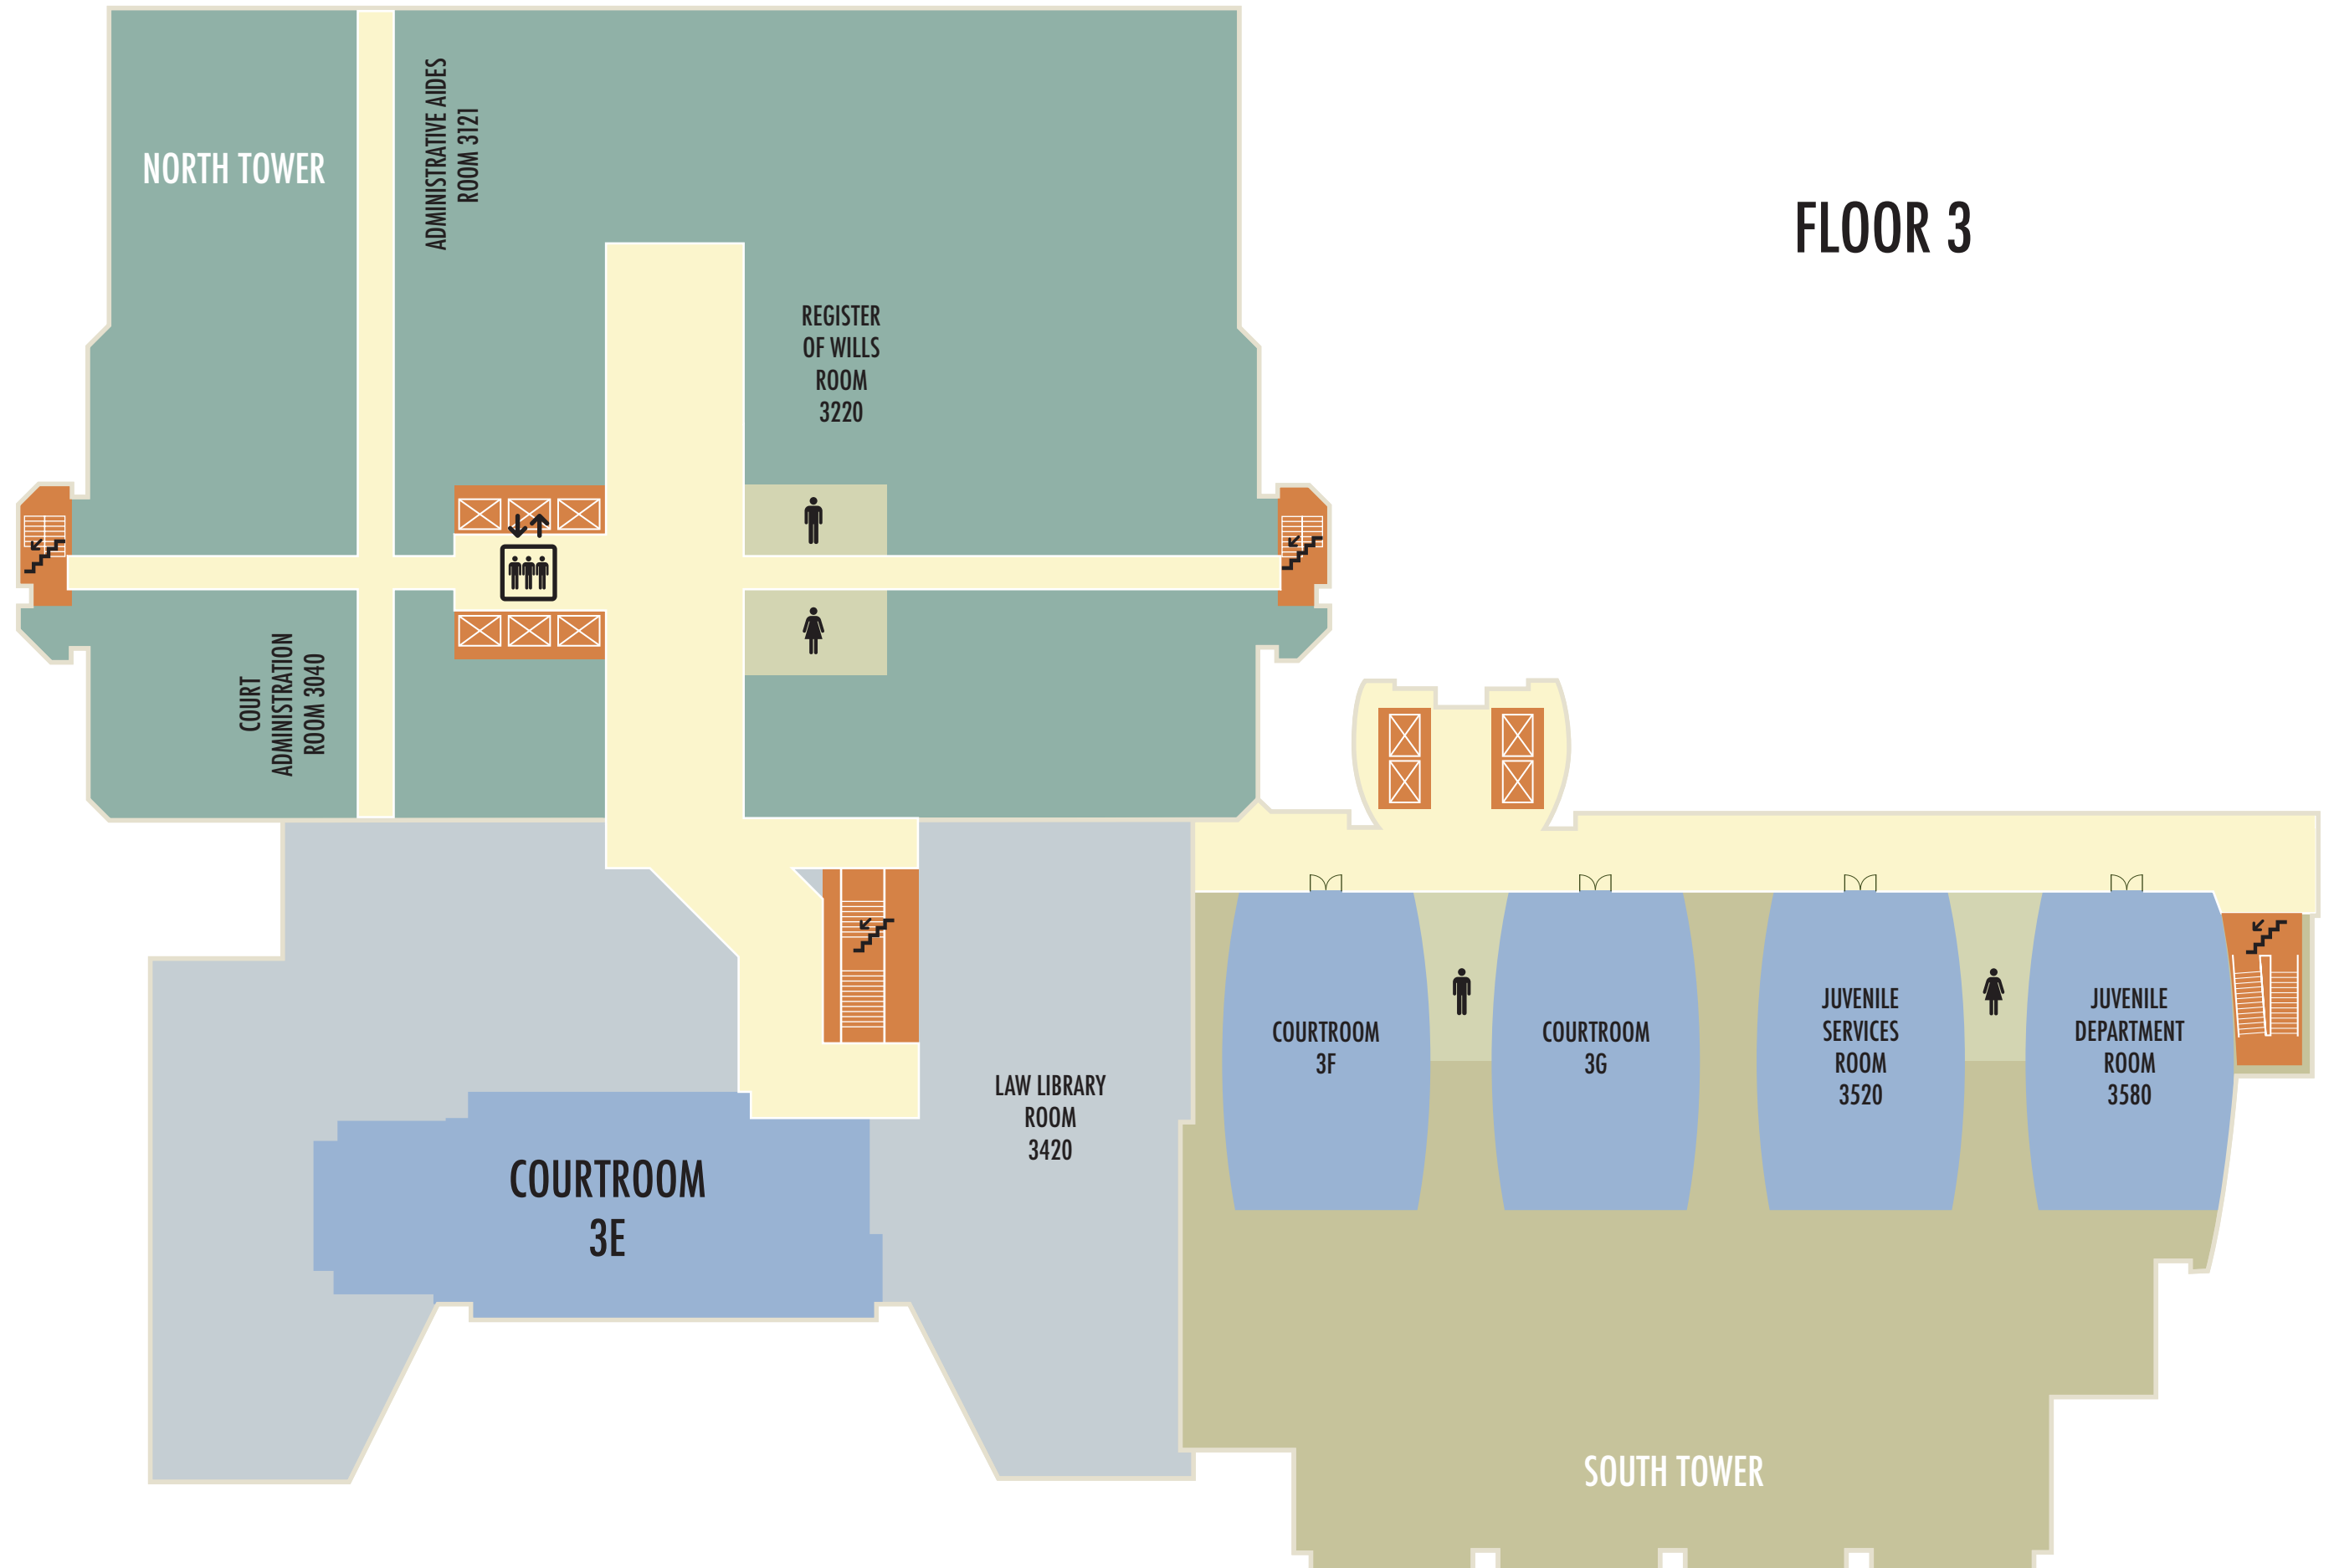 NORTH TOWER
ADMINISTRATIVE AIDES
ROOM 3121
FLOOR 3
REGISTER
OF WILLS
ROOM
3220
COURT
ADMINISTRATION
ROOM 3040
COURTROOM
3E
LAW LIBRARY
ROOM
3420
COURTROOM
3F
COURTROOM
3G
JUVENILE
SERVICES
ROOM
3520
JUVENILE
DEPARTMENT
ROOM
3580
SOUTH TOWER